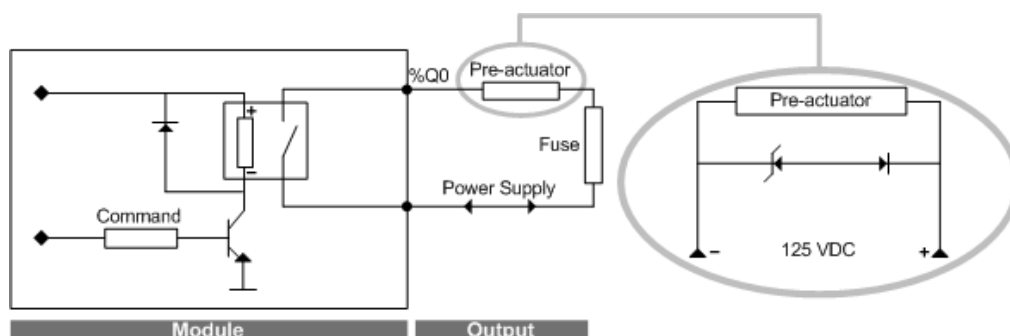 %Q0
Pre-actuator
Pre-actuator
+
Fuse
–
Power Supply
Command
– 125 VDC +
Module
Output